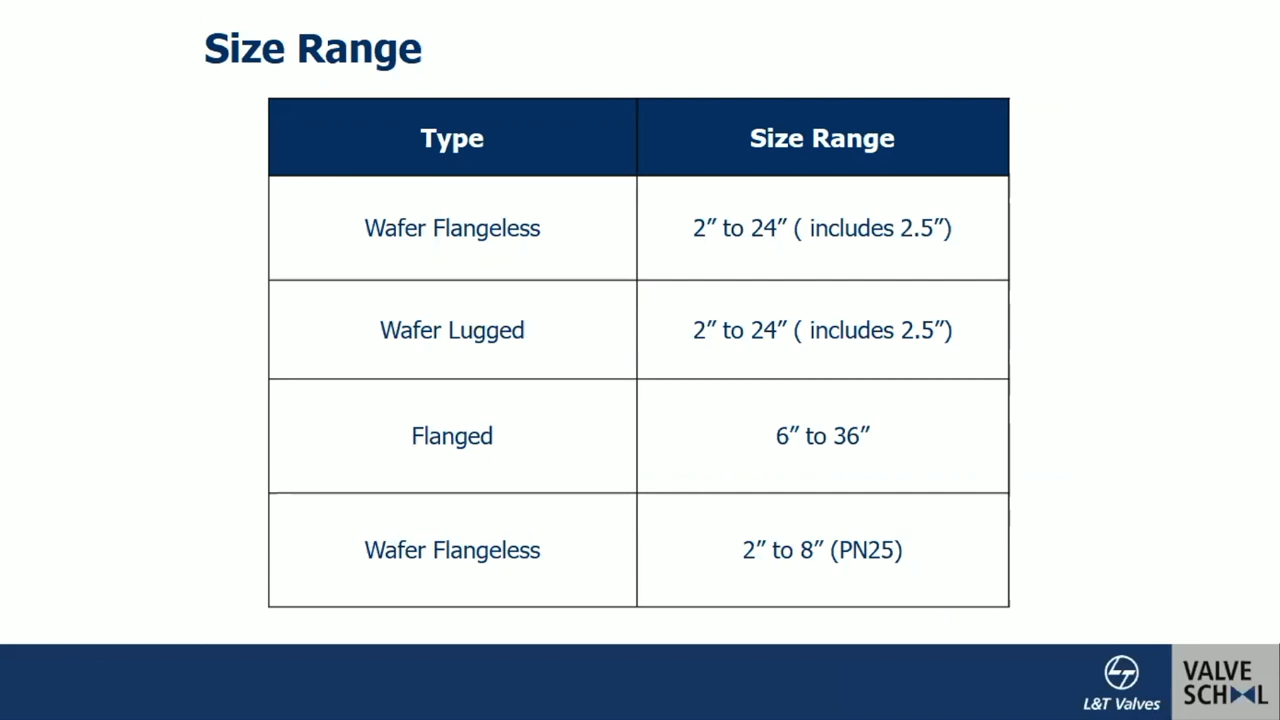 Size Range
Type Size Range
Wafer Flangeless 2” to 24” ( includes 2.5”)
Wafer Lugged 2” to 24” ( includes 2.5”)
Flanged 6” to 36”
Wafer Flangeless 2” to 8” (PN25)
LT
L&T Valves
VALVE
SCHOOL